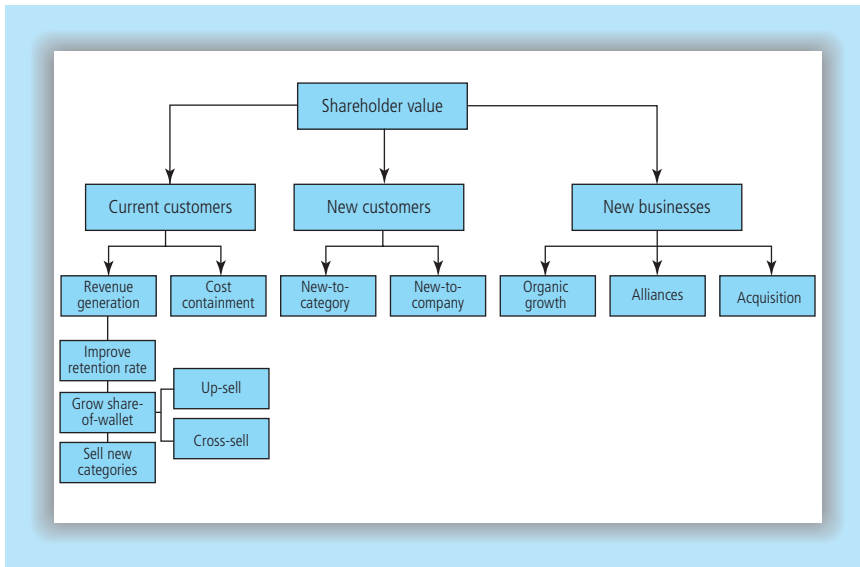 Shareholder value
Current customers
New customers
New businesses
Revenue
generation
Cost
containment
New-to-
category
New-to-
company
Organic
growth
Alliances
Acquisition
Improve
retention rate
Grow share-
of-wallet
Up-sell
Cross-sell
Sell new
categories